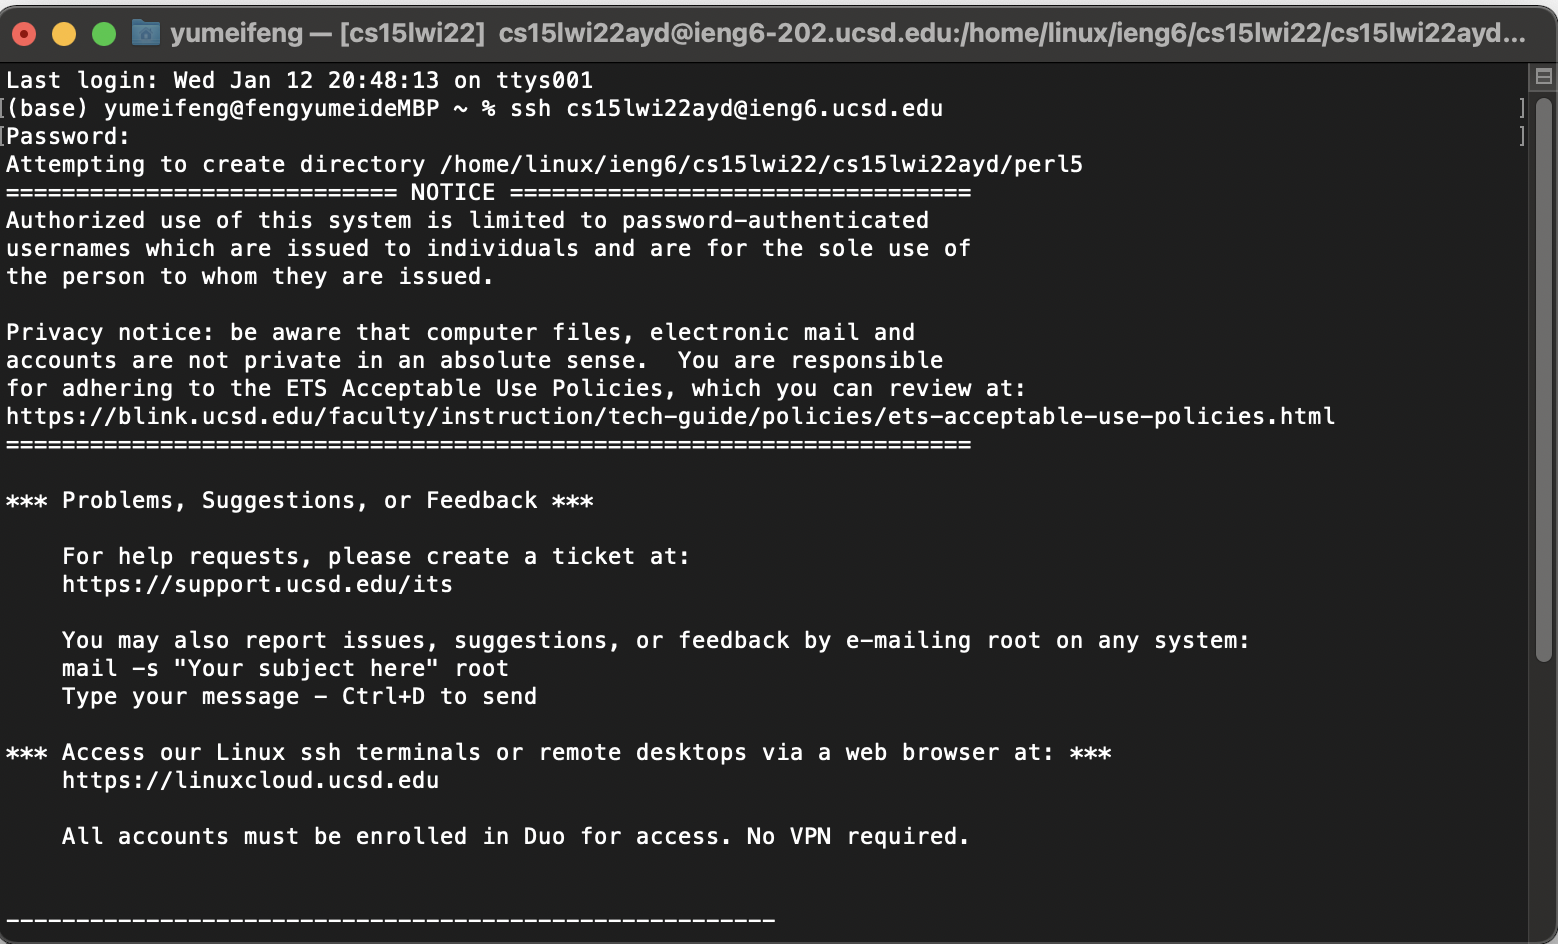 yumeifeng — [cs15lwi22] cs15lwi22ayd@ieng6-202.ucsd.edu:/home/linux/ieng6/cs15lwi22/cs15lwi22ayd...
Last login: Wed Jan 12 20:48:13 on ttys001
[(base) yumeifeng@fengyumeideMBP ~ % ssh cs15lwi22ayd@ieng6.ucsd.edu ]
[Password: ]
Attempting to create directory /home/linux/ieng6/cs15lwi22/cs15lwi22ayd/perl5
============================ NOTICE =================================
Authorized use of this system is limited to password-authenticated
usernames which are issued to individuals and are for the sole use of
the person to whom they are issued.
Privacy notice: be aware that computer files, electronic mail and
accounts are not private in an absolute sense.  You are responsible
for adhering to the ETS Acceptable Use Policies, which you can review at:
https://blink.ucsd.edu/faculty/instruction/tech-guide/policies/ets-acceptable-use-policies.html
=====================================================================
*** Problems, Suggestions, or Feedback ***
For help requests, please create a ticket at:
https://support.ucsd.edu/its
You may also report issues, suggestions, or feedback by e-mailing root on any system:
mail -s "Your subject here" root
Type your message - Ctrl+D to send
*** Access our Linux ssh terminals or remote desktops via a web browser at: ***
https://linuxcloud.ucsd.edu
All accounts must be enrolled in Duo for access. No VPN required.
-------------------------------------------------------